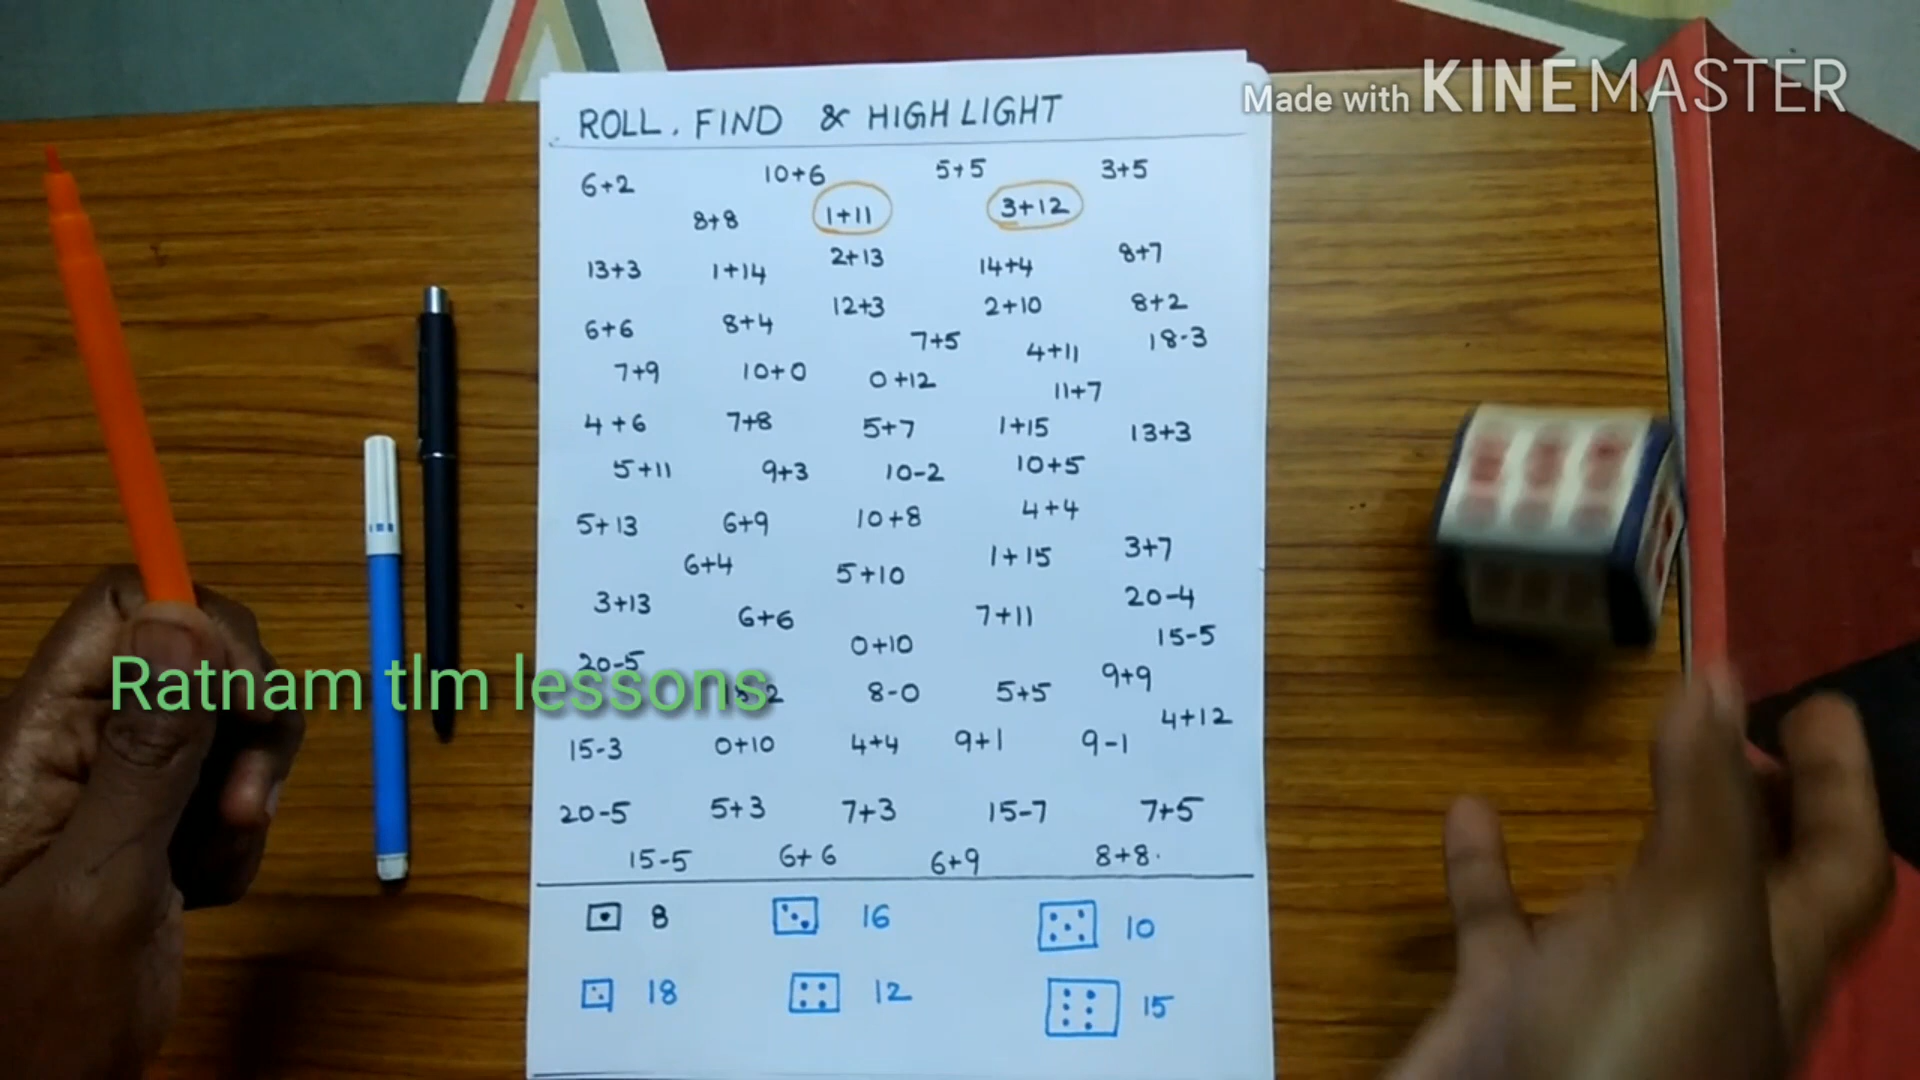 ROLL, FIND & HIGHLIGHT
Made with KINEMASTER
6+2 10+6 5+5 3+5
8+8 1+11 3+12
13+3 1+14 2+13 14+4 8+7
6+6 8+4 12+3 2+10 8+2
7+5 4+11 18-3
7+9 10+0 0+12 11+7
4+6 7+8 5+7 1+15 13+3
5+11 9+3 10-2 10+5
5+13 6+9 10+8 4+4
6+4 5+10 1+15 3+7
3+13 6+6 7+11 20-4
0+10 15-5
20-5
Ratnam tlm lessons
8-0 5+5 9+9
4+12
15-3 0+10 4+4 9+1 9-1
20-5 5+3 7+3 15-7 7+5
15-5 6+6 6+9 8+8.
8 16 10
18 12 15